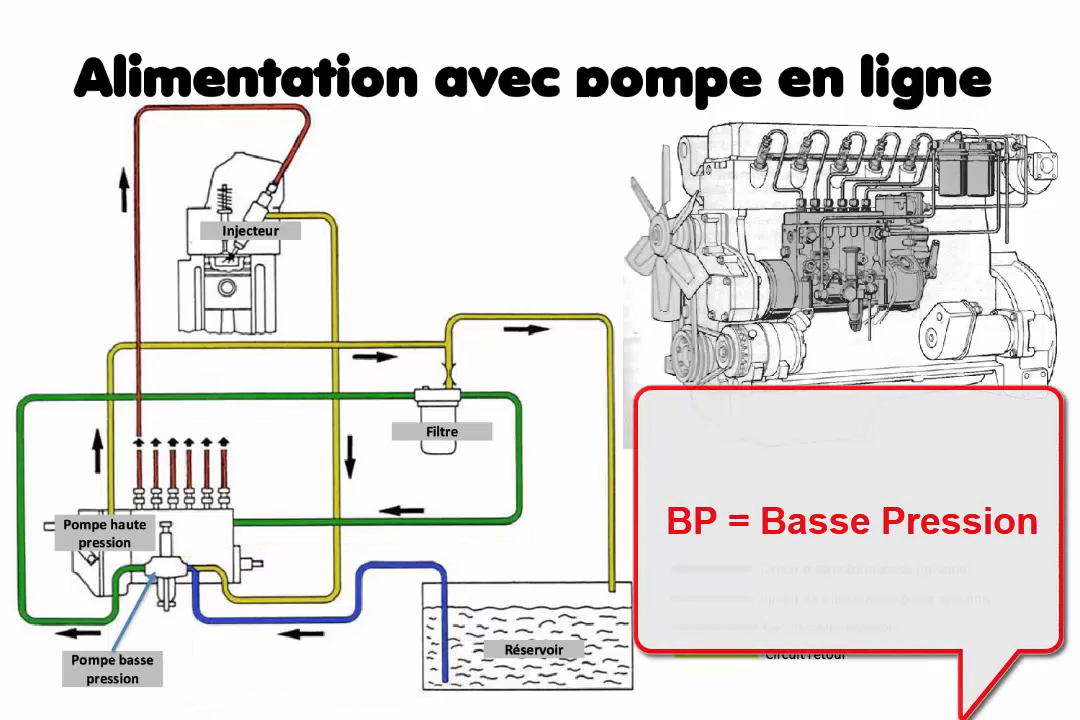 Alimentation avec pompe en ligne
Injecteur
Filtre
Pompe haute
pression
BP = Basse Pression
Réservoir
Pompe basse
pression
Circuit retour